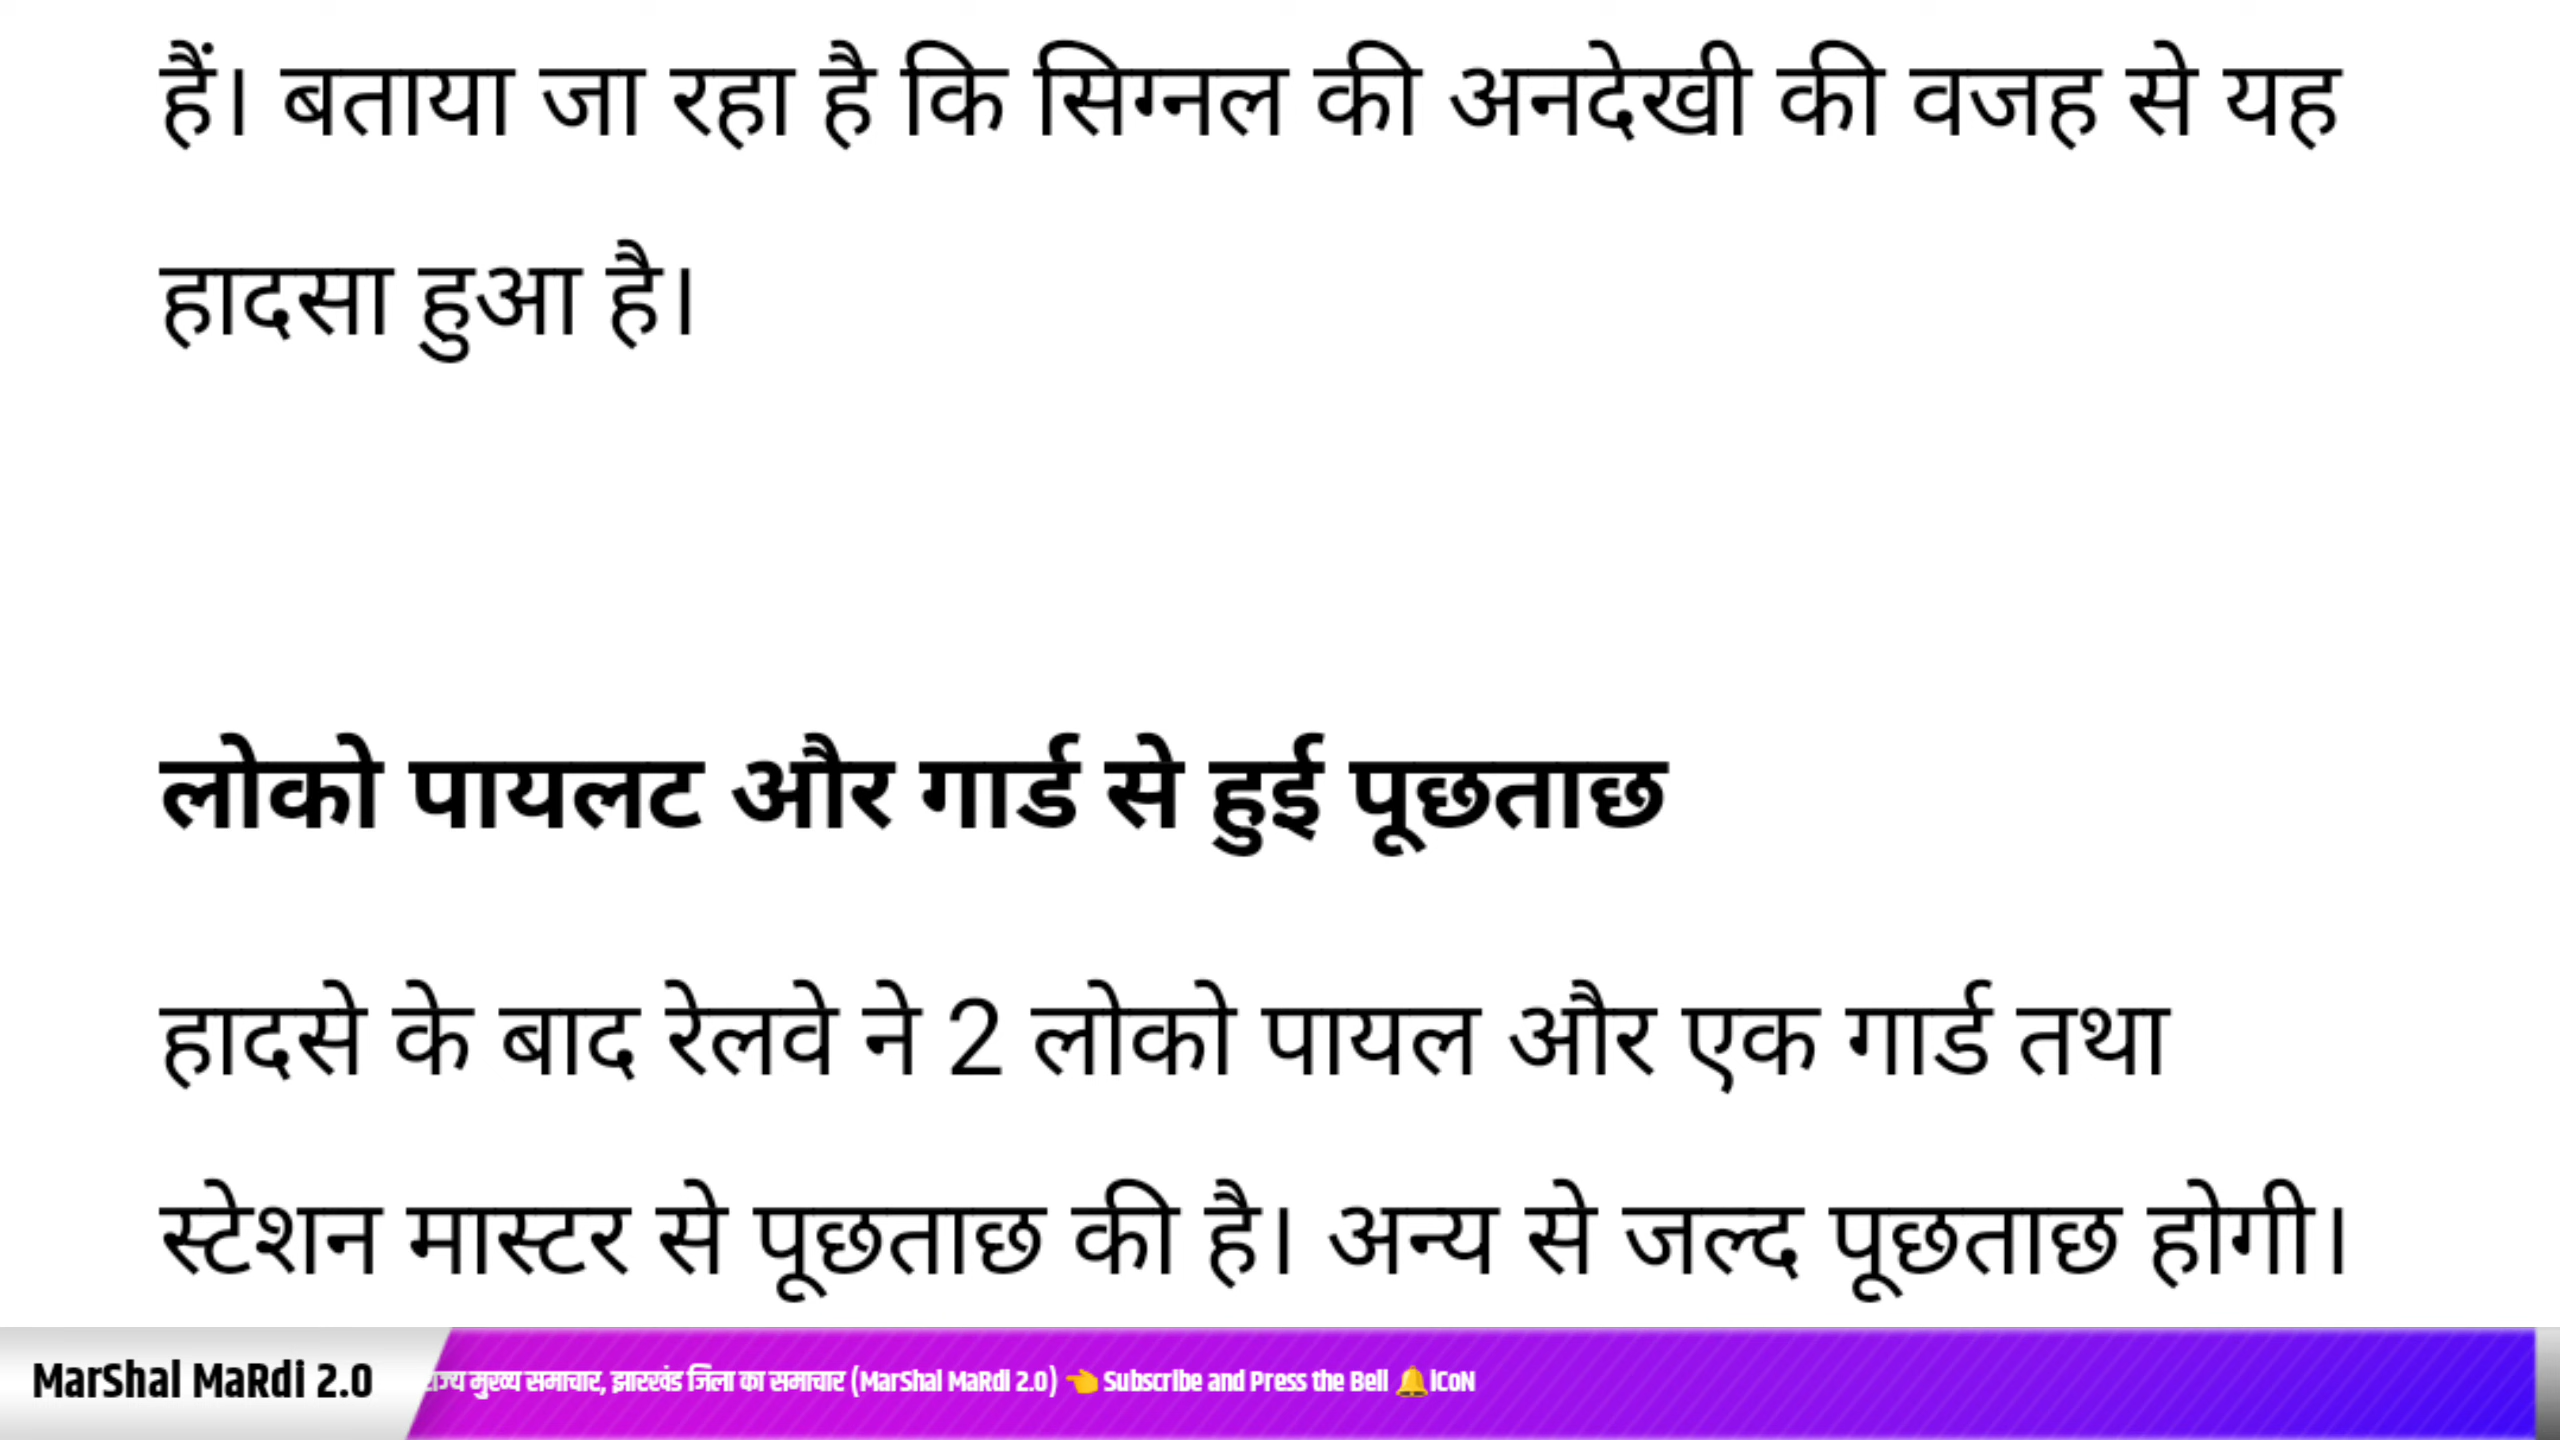 हैं। बताया जा रहा है कि सिग्नल की अनदेखी की वजह से यह
हादसा हुआ है।
लोको पायलट और गार्ड से हुई पूछताछ
हादसे के बाद रेलवे ने 2 लोको पायल और एक गार्ड तथा
स्टेशन मास्टर से पूछताछ की है। अन्य से जल्द पूछताछ होगी।
MarShal MaRdi 2.0
मुख्य समाचार, झारखंड जिला का समाचार (MarShal MaRdI 2.0) 👈 Subscribe and Press the Bell 🔔ICoN